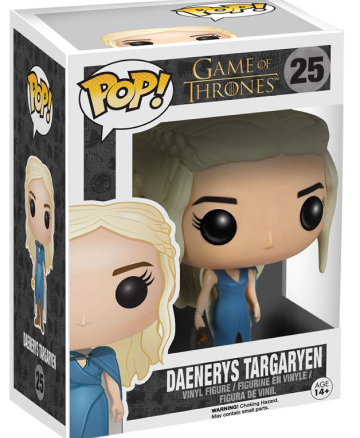 POP!
POP!
GAME OF
THRONES™
25
DAENERYS TARGARYEN
25
DAENERYS TARGARYEN
VINYL FIGURE / FIGURINE EN VINYLE /
FIGURA DE VINIL
WARNING: Choking Hazard.
May contain small parts.
AGE
14+